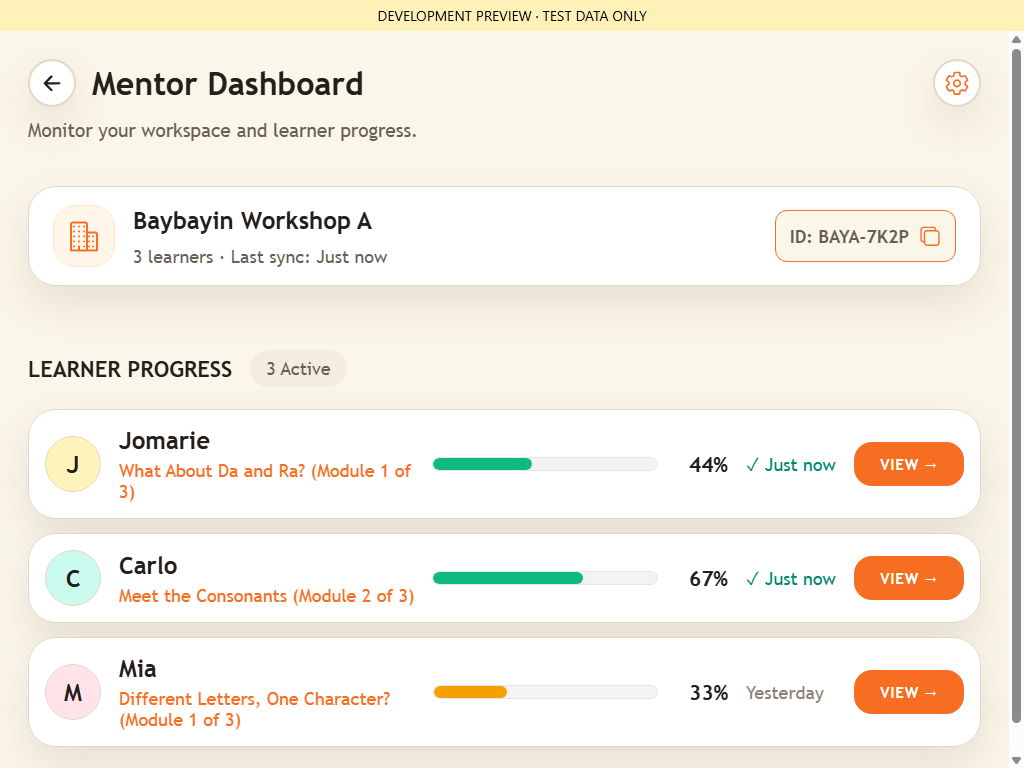 DEVELOPMENT PREVIEW · TEST DATA ONLY
Mentor Dashboard
Monitor your workspace and learner progress.
Baybayin Workshop A
3 learners · Last sync: Just now
ID: BAYA-7K2P
LEARNER PROGRESS
3 Active
J
Jomarie
What About Da and Ra? (Module 1 of
3)
44%
✓ Just now
VIEW →
C
Carlo
Meet the Consonants (Module 2 of 3)
67%
✓ Just now
VIEW →
M
Mia
Different Letters, One Character?
(Module 1 of 3)
33%
Yesterday
VIEW →